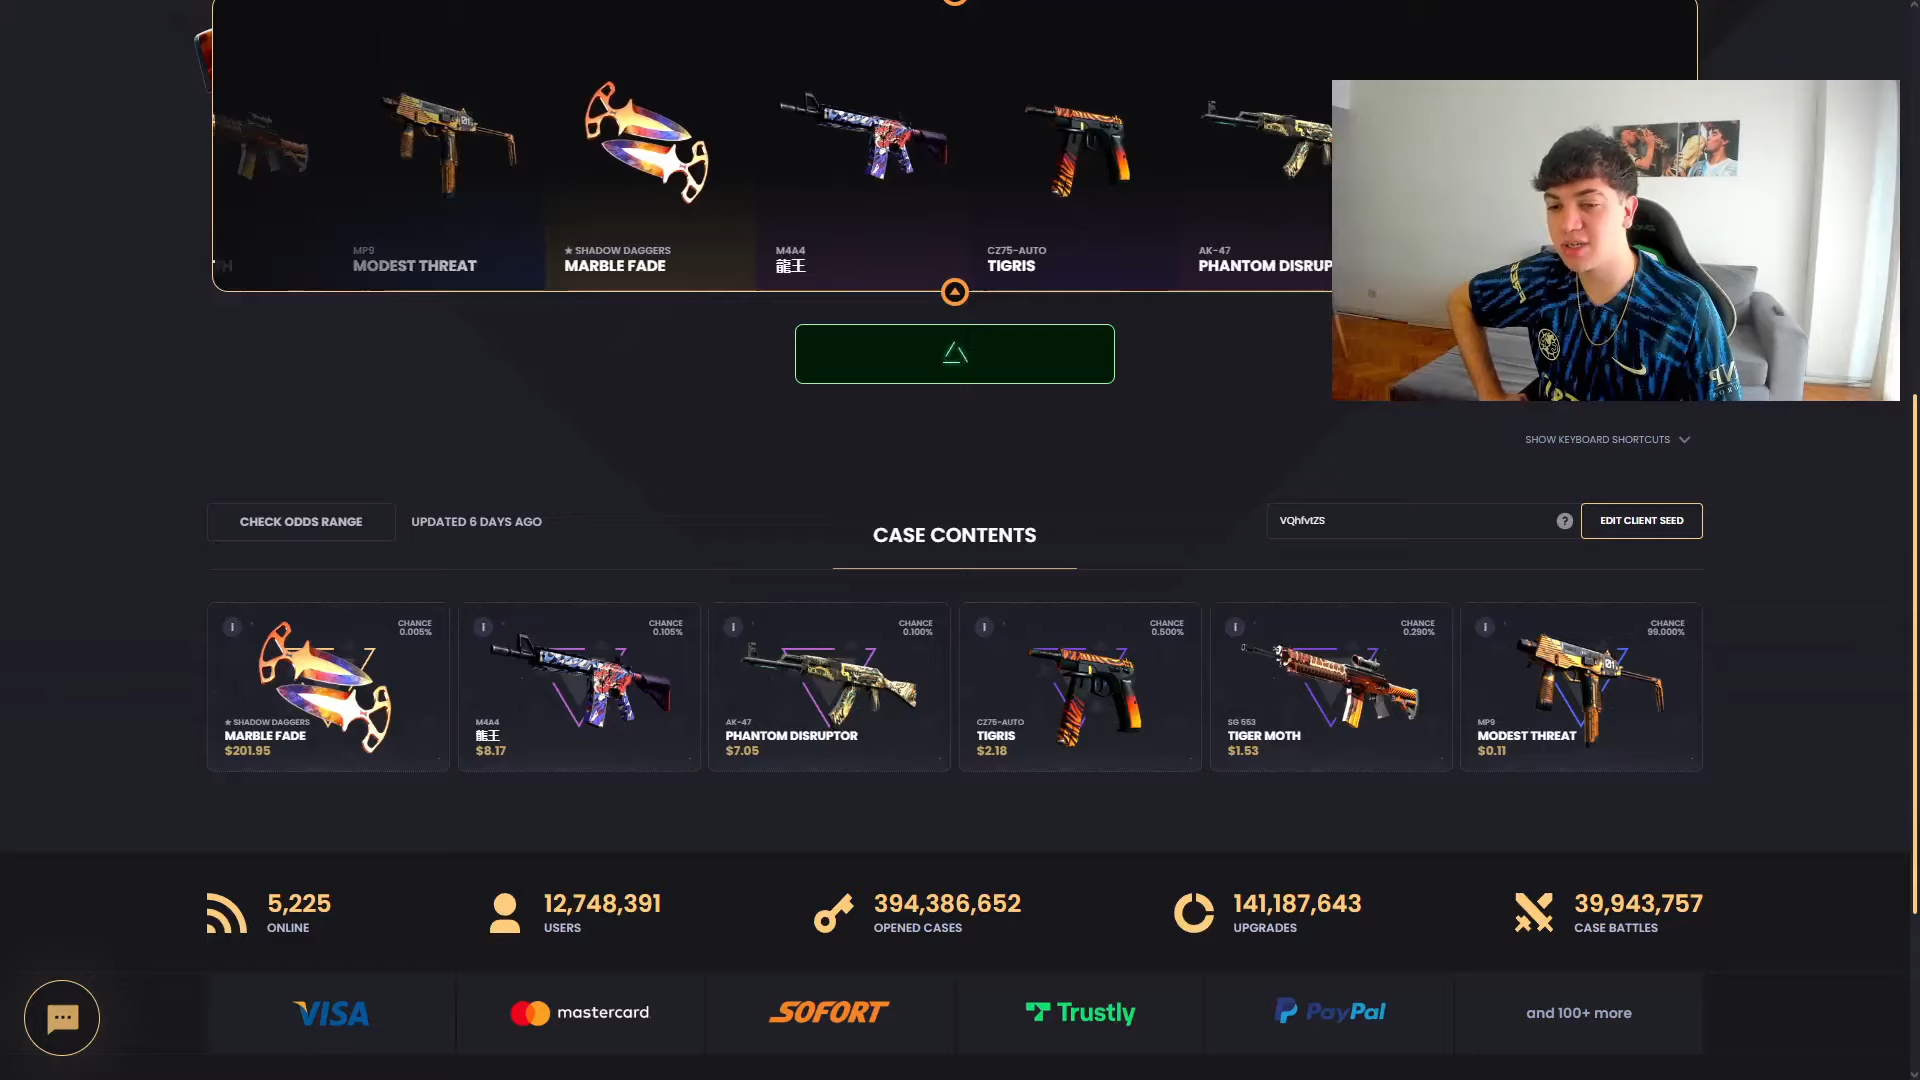 MP9
MODEST THREAT
★ SHADOW DAGGERS
MARBLE FADE
M4A4
龍王
CZ75-AUTO
TIGRIS
AK-47
PHANTOM DISRUP
SHOW KEYBOARD SHORTCUTS
CHECK ODDS RANGE
UPDATED 6 DAYS AGO
CASE CONTENTS
VQhfvtZS
?
EDIT CLIENT SEED
CHANCE
0.005%
★ SHADOW DAGGERS
MARBLE FADE
$201.95
CHANCE
0.105%
M4A4
龍王
$8.17
CHANCE
0.100%
AK-47
PHANTOM DISRUPTOR
$7.05
CHANCE
0.500%
CZ75-AUTO
TIGRIS
$2.18
CHANCE
0.290%
SG 553
TIGER MOTH
$1.53
CHANCE
99.000%
MP9
MODEST THREAT
$0.11
5,225
ONLINE
12,748,391
USERS
394,386,652
OPENED CASES
141,187,643
UPGRADES
39,943,757
CASE BATTLES
VISA
mastercard
SOFORT
Trustly
PayPal
and 100+ more